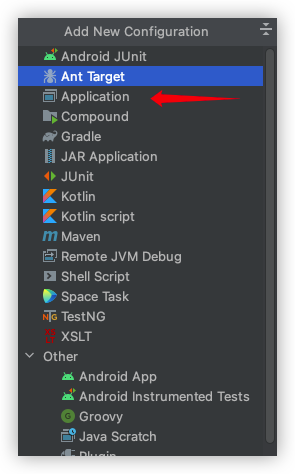 Add New Configuration
Android JUnit
Ant Target
Application
Compound
Gradle
JAR Application
JUnit
Kotlin
Kotlin script
Maven
Remote JVM Debug
Shell Script
Space Task
TestNG
XSLT
Other
Android App
Android Instrumented Tests
Groovy
Java Scratch
Plugin